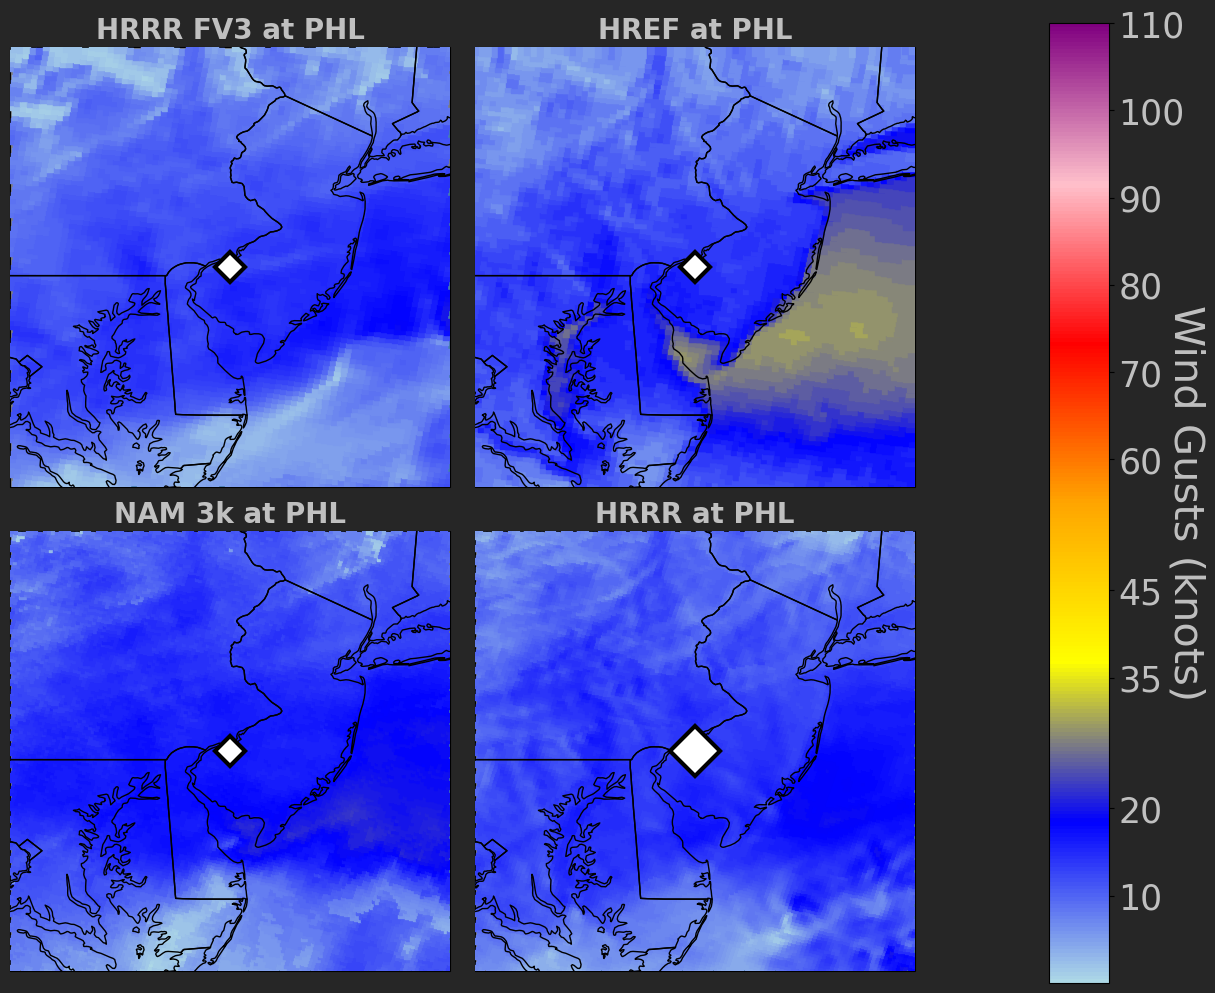 HRRR FV3 at PHL
HREF at PHL
NAM 3k at PHL
HRRR at PHL
110
100
90
80
70
60
45
35
20
10
Wind Gusts (knots)